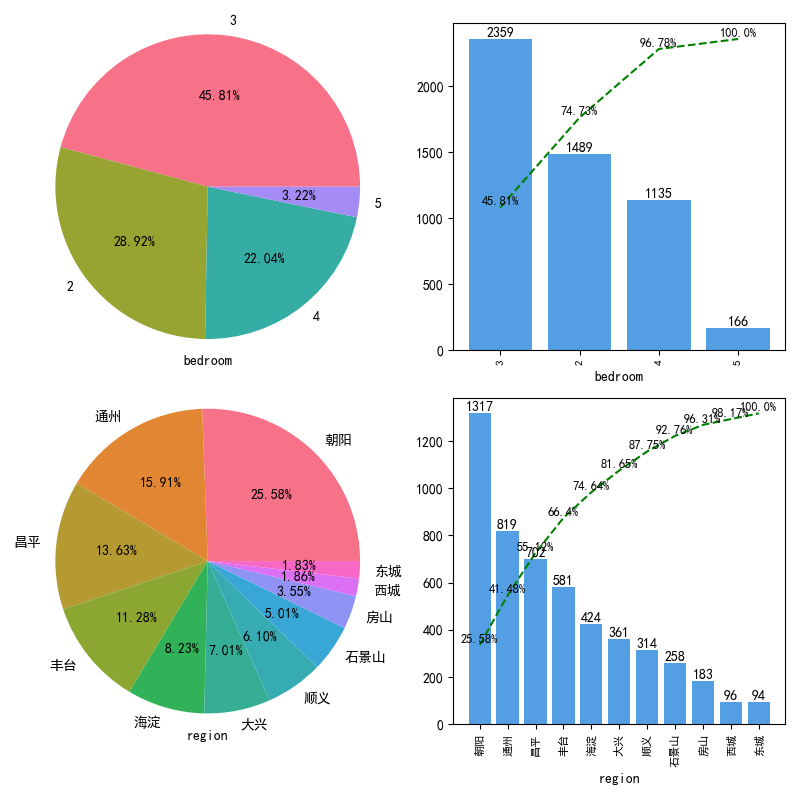 3
45.81%
3.22%
5
28.92%
22.04%
2
4
bedroom
2359
96.78%
100.0%
2000
74.73%
1500
1489
45.81%
1135
1000
500
166
0
3
2
4
5
bedroom
通州
朝阳
15.91%
25.58%
昌平
13.63%
1.83%
东城
1.86%
西城
3.55%
房山
11.28%
5.01%
6.10%
8.23%
7.01%
石景山
丰台
顺义
海淀
大兴
region
1317
100.0%
98.17%
96.31%
92.76%
1200
87.75%
81.65%
1000
74.64%
66.4%
819
800
55.12%
702
41.48%
600
581
424
25.58%
400
361
314
258
200
183
96
94
0
朝阳
通州
昌平
丰台
海淀
大兴
顺义
石景山
房山
西城
东城
region